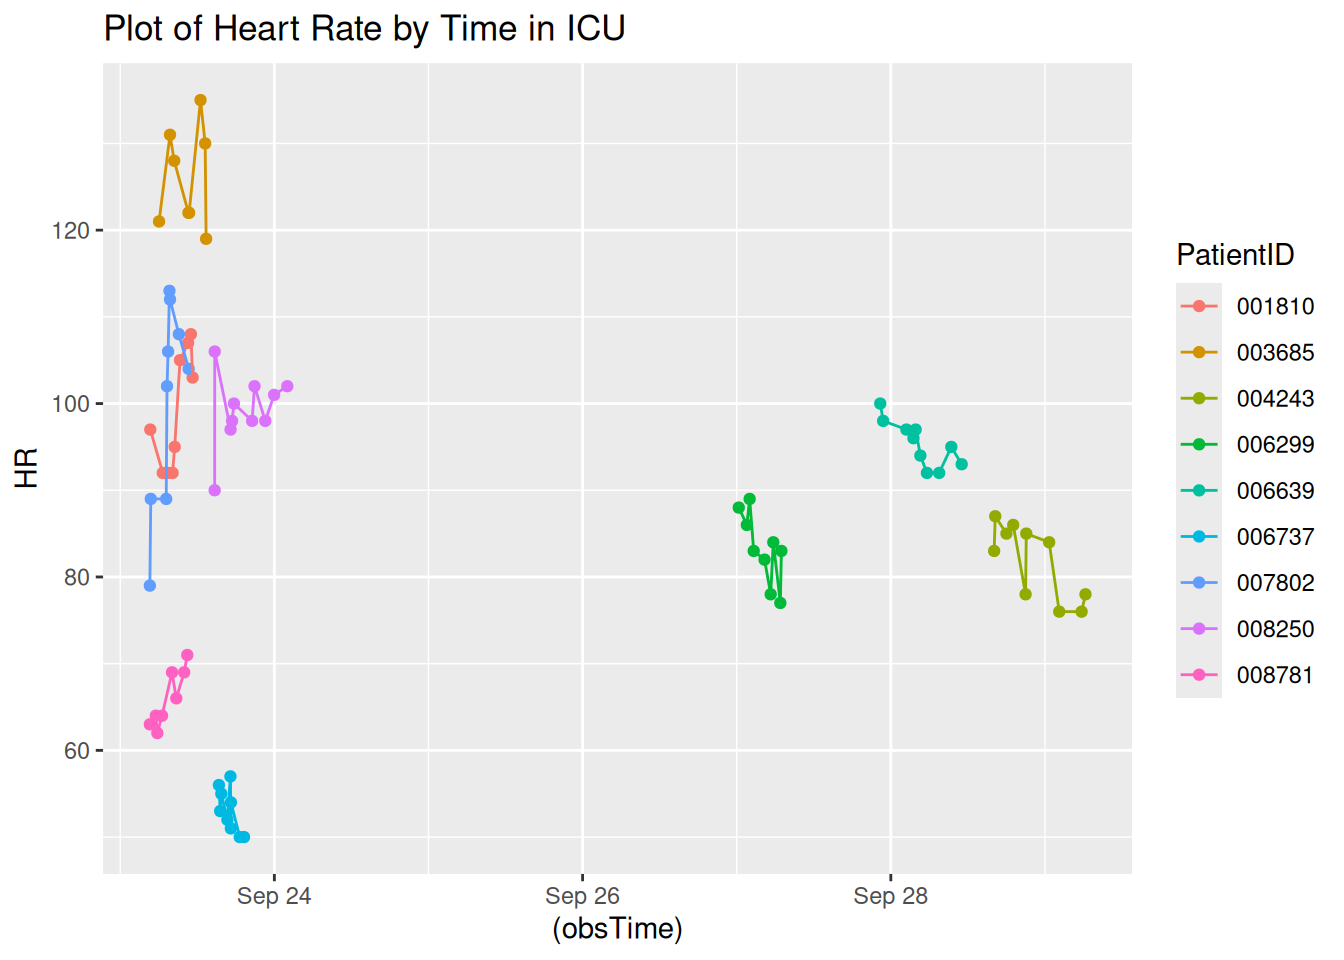 Plot of Heart Rate by Time in ICU
HR
120
100
80
60
Sep 24
Sep 26
Sep 28
(obsTime)
PatientID
001810
003685
004243
006299
006639
006737
007802
008250
008781